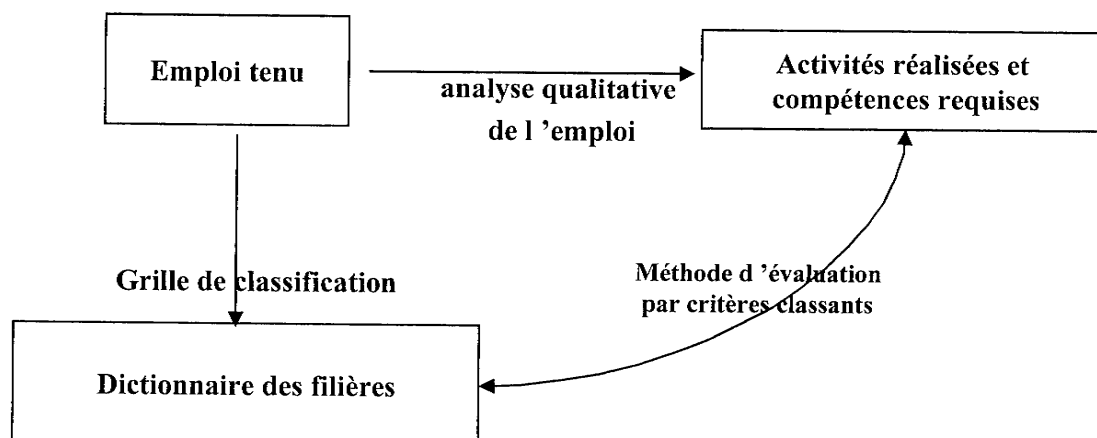 Emploi tenu
analyse qualitative
de l ’emploi
Activités réalisées et
compétences requises
Grille de classification
Méthode d ’évaluation
par critères classants
Dictionnaire des filières